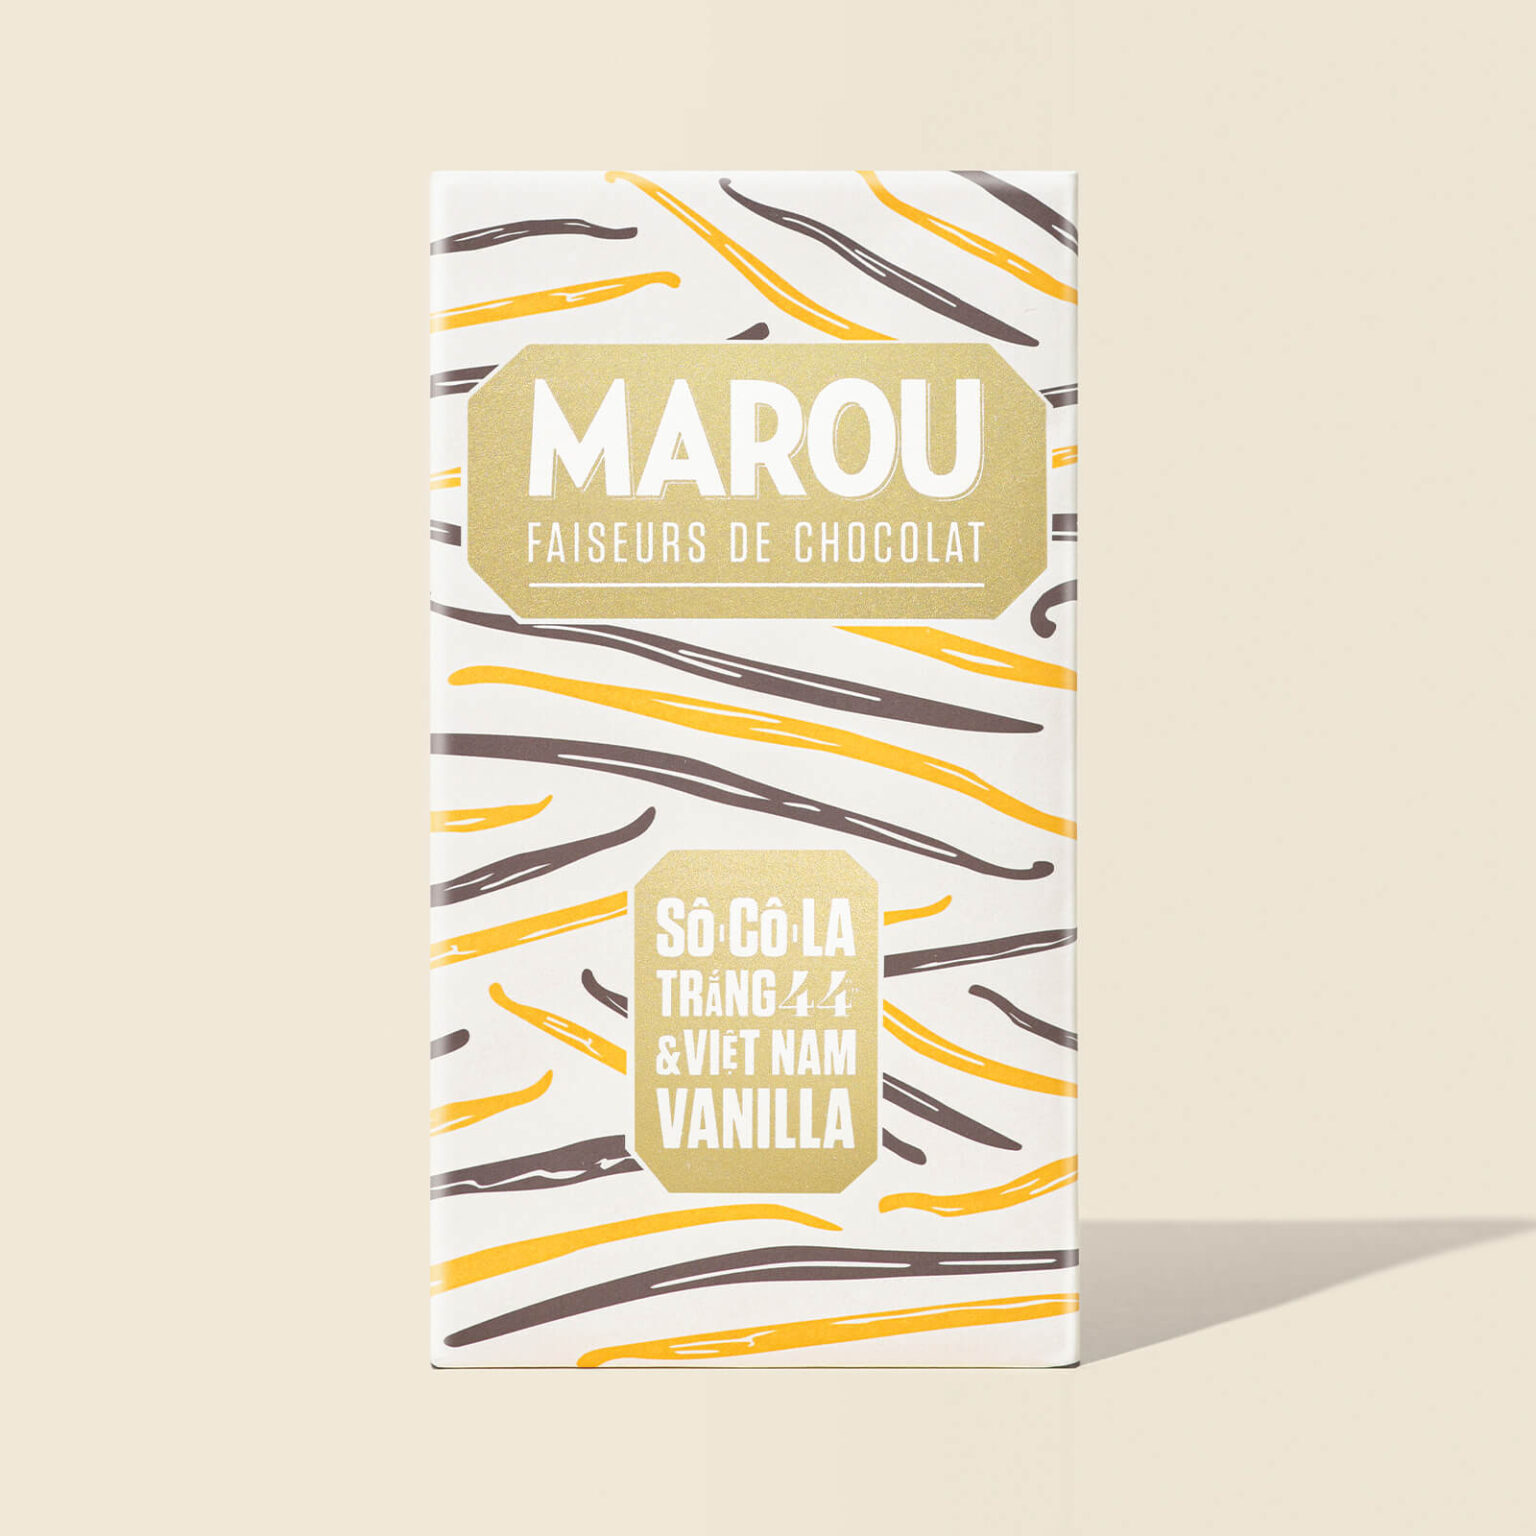 MAROU
FAISEURS DE CHOCOLAT
SÔ-CÔ-LA
TRẮNG 44%
& VIỆT NAM
VANILLA